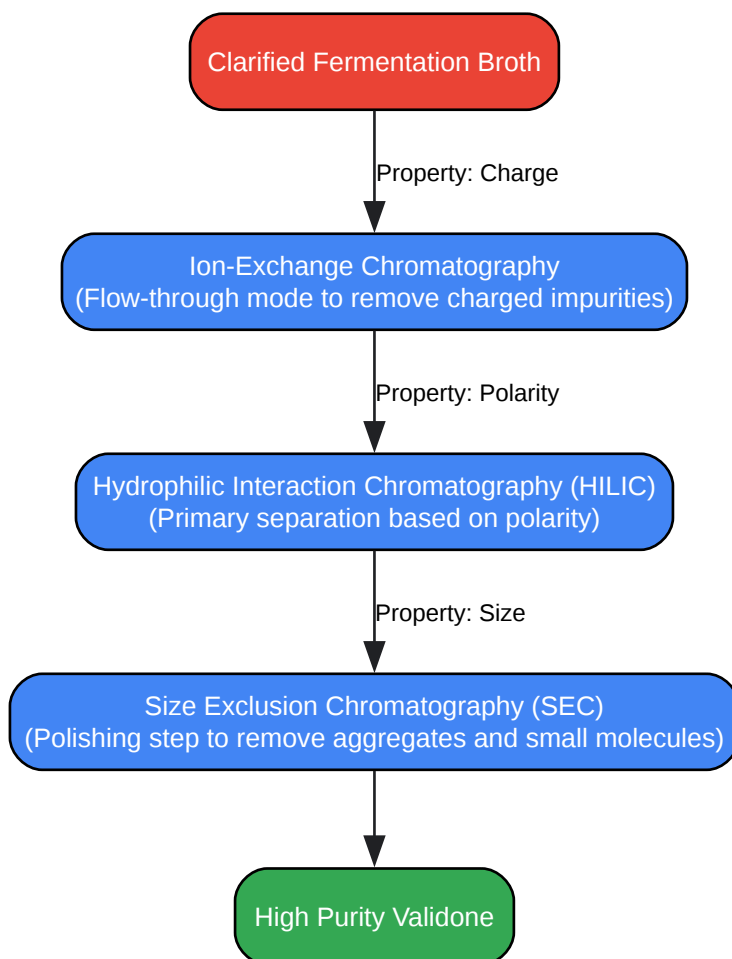 Clarified Fermentation Broth
Property: Charge
Ion-Exchange Chromatography
(Flow-through mode to remove charged impurities)
Property: Polarity
Hydrophilic Interaction Chromatography (HILIC)
(Primary separation based on polarity)
Property: Size
Size Exclusion Chromatography (SEC)
(Polishing step to remove aggregates and small molecules)
High Purity Validone